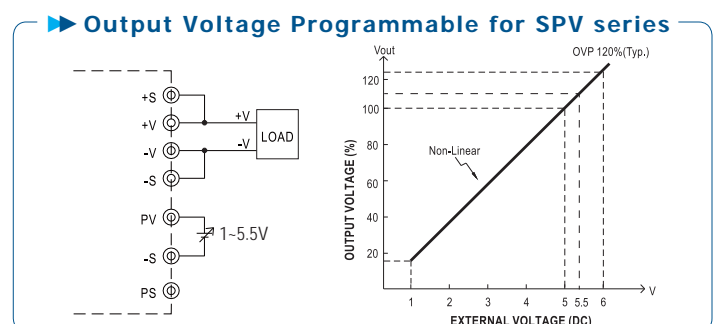 Output Voltage Programmable for SPV series
+S
+V
-V
-S
PV
-S
PS
+V
-V
LOAD
1~5.5V
Vout
OVP 120%(Typ.)
OUTPUT VOLTAGE (%)
120
100
80
60
40
20
Non-Linear
1 2 3 4 5 5.5 6
V
EXTERNAL VOLTAGE (DC)